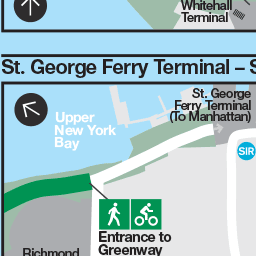 Whitehall
Terminal
St. George Ferry Terminal –
St. George
Ferry Terminal
(To Manhattan)
Upper
New York
Bay
SIR
Entrance to
Greenway
Richmond